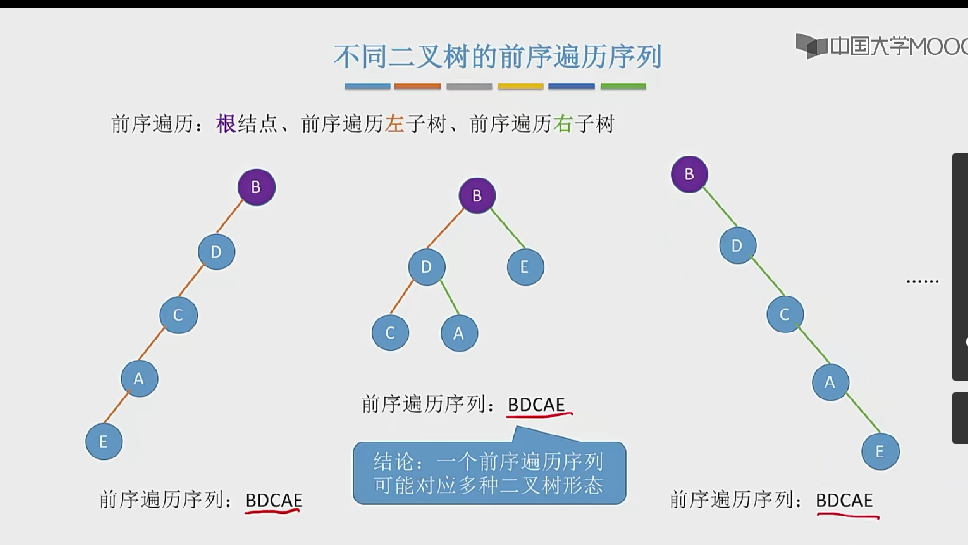 不同二叉树的前序遍历序列
中国大学MOOC
前序遍历：根结点、前序遍历左子树、前序遍历右子树
B
D
C
A
E
前序遍历序列：BDCAE
B
D
E
C
A
前序遍历序列：BDCAE
结论：一个前序遍历序列
可能对应多种二叉树形态
B
D
C
A
E
前序遍历序列：BDCAE
......